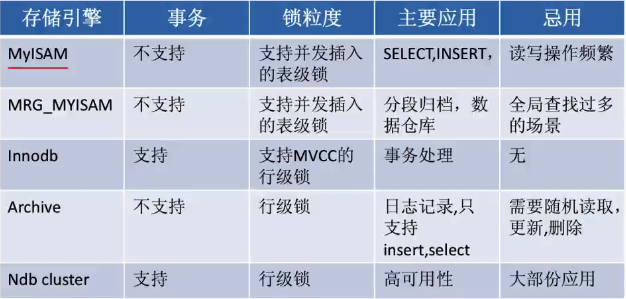 存储引擎 事务 锁粒度 主要应用 忌用
MyISAM 不支持 支持并发插入的表级锁 SELECT,INSERT， 读写操作频繁
MRG_MYISAM 不支持 支持并发插入的表级锁 分段归档，数据仓库 全局查找过多的场景
Innodb 支持 支持MVCC的行级锁 事务处理 无
Archive 不支持 行级锁 日志记录,只支持insert,select 需要随机读取，更新,删除
Ndb cluster 支持 行级锁 高可用性 大部份应用